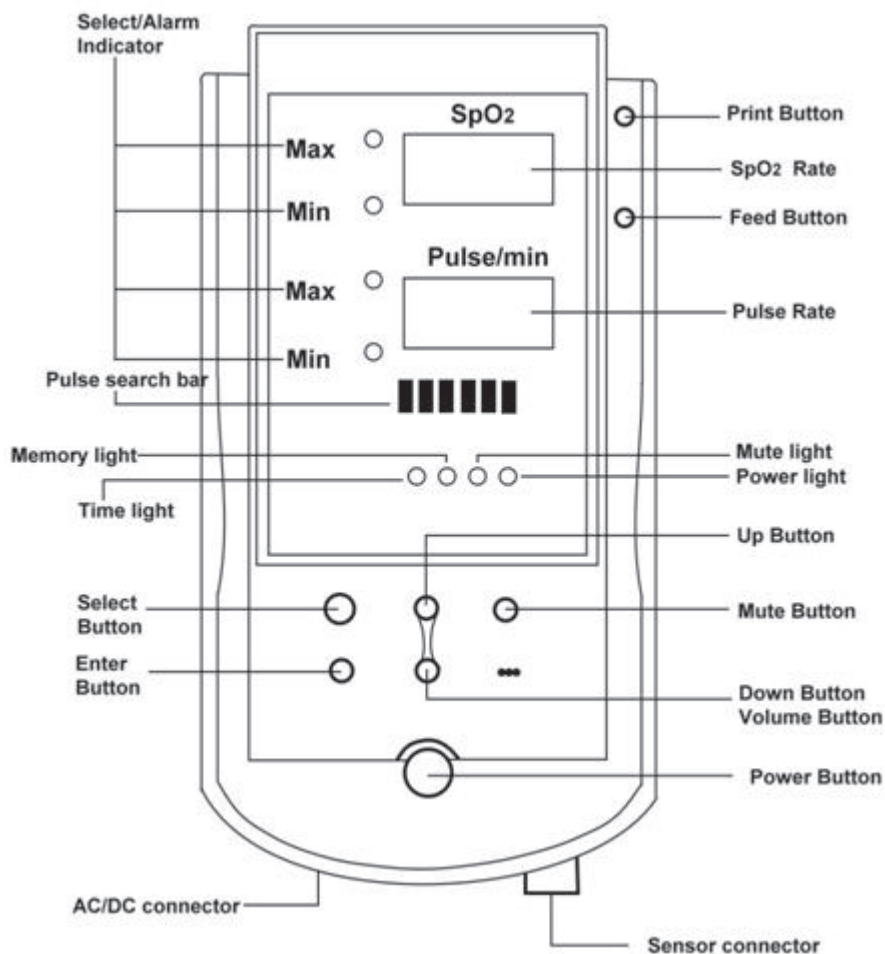 Select/Alarm
Indicator
SpO2
Print Button
Max
SpO2 Rate
Min
Feed Button
Pulse/min
Max
Pulse Rate
Min
Pulse search bar
Memory light
Mute light
Power light
Time light
Up Button
Select
Button
Mute Button
Enter
Button
Down Button
Volume Button
Power Button
AC/DC connector
Sensor connector